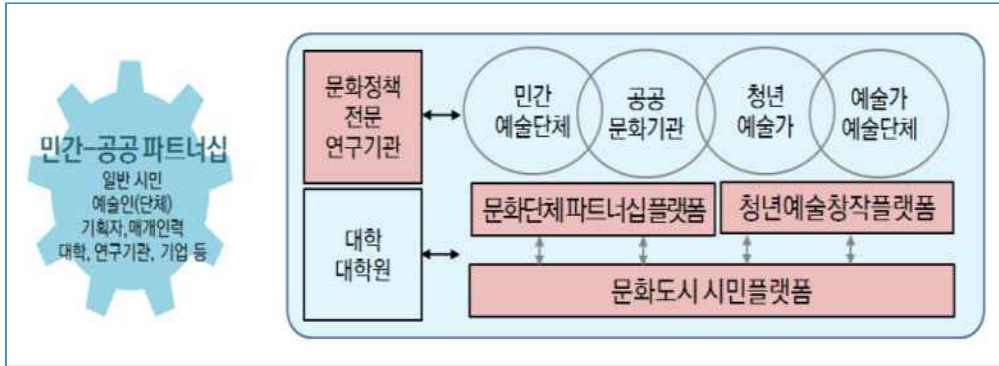 민간-공공 파트너십
일반 시민
예술인(단체)
기획자,매개인력
대학, 연구기관, 기업 등
문화정책
전문
연구기관
민간
예술단체
공공
문화기관
청년
예술가
예술가
예술단체
대학
대학원
문화단체 파트너십 플랫폼
청년예술창작플랫폼
문화도시 시민플랫폼